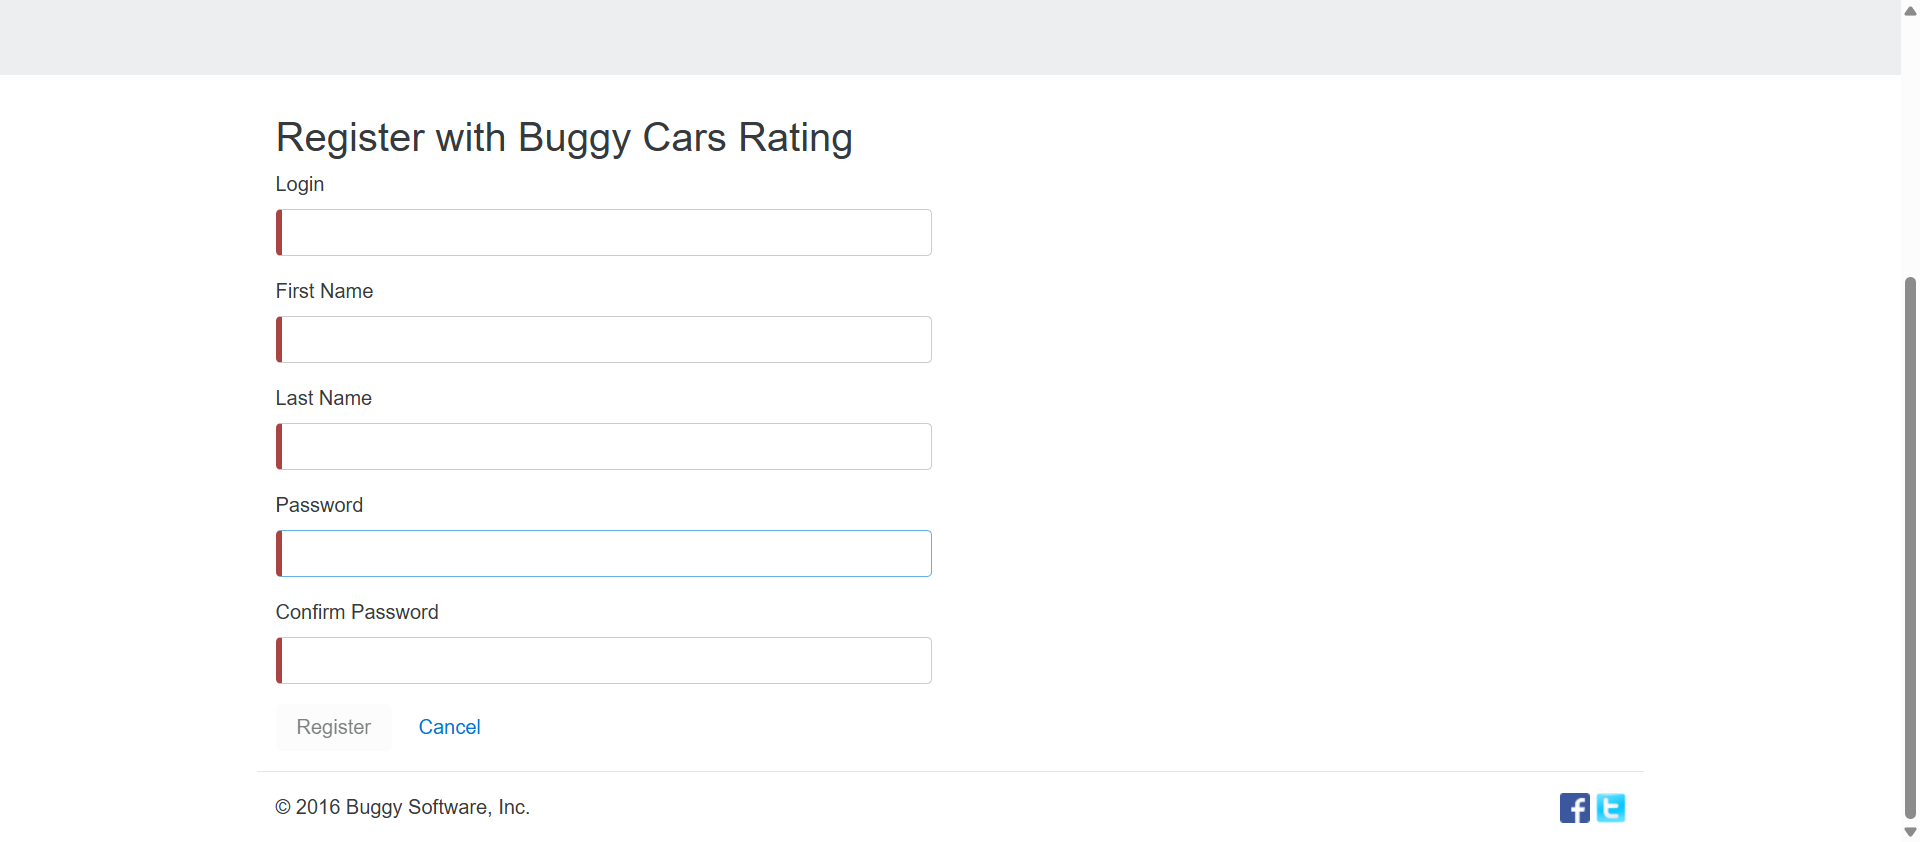 Register with Buggy Cars Rating
Login
First Name
Last Name
Password
Confirm Password
Register Cancel
© 2016 Buggy Software, Inc.